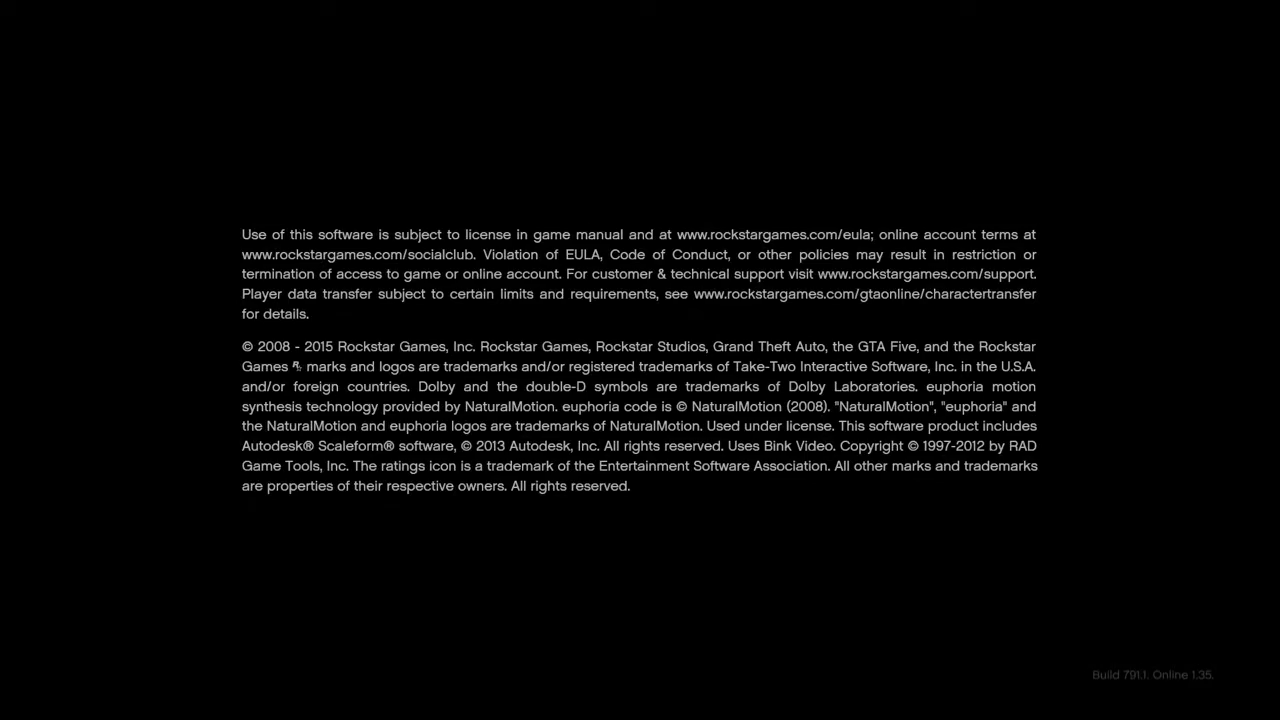 Use of this software is subject to license in game manual and at www.rockstargames.com/eula; online account terms at
www.rockstargames.com/socialclub. Violation of EULA, Code of Conduct, or other policies may result in restriction or
termination of access to game or online account. For customer & technical support visit www.rockstargames.com/support.
Player data transfer subject to certain limits and requirements, see www.rockstargames.com/gtaonline/charactertransfer
for details.
© 2008 - 2015 Rockstar Games, Inc. Rockstar Games, Rockstar Studios, Grand Theft Auto, the GTA Five, and the Rockstar
Games R* marks and logos are trademarks and/or registered trademarks of Take-Two Interactive Software, Inc. in the U.S.A.
and/or foreign countries. Dolby and the double-D symbols are trademarks of Dolby Laboratories. euphoria motion
synthesis technology provided by NaturalMotion. euphoria code is © NaturalMotion (2008). "NaturalMotion", "euphoria" and
the NaturalMotion and euphoria logos are trademarks of NaturalMotion. Used under license. This software product includes
Autodesk® Scaleform® software, © 2013 Autodesk, Inc. All rights reserved. Uses Bink Video. Copyright © 1997-2012 by RAD
Game Tools, Inc. The ratings icon is a trademark of the Entertainment Software Association. All other marks and trademarks
are properties of their respective owners. All rights reserved.
Build 791.1. Online 1.35.